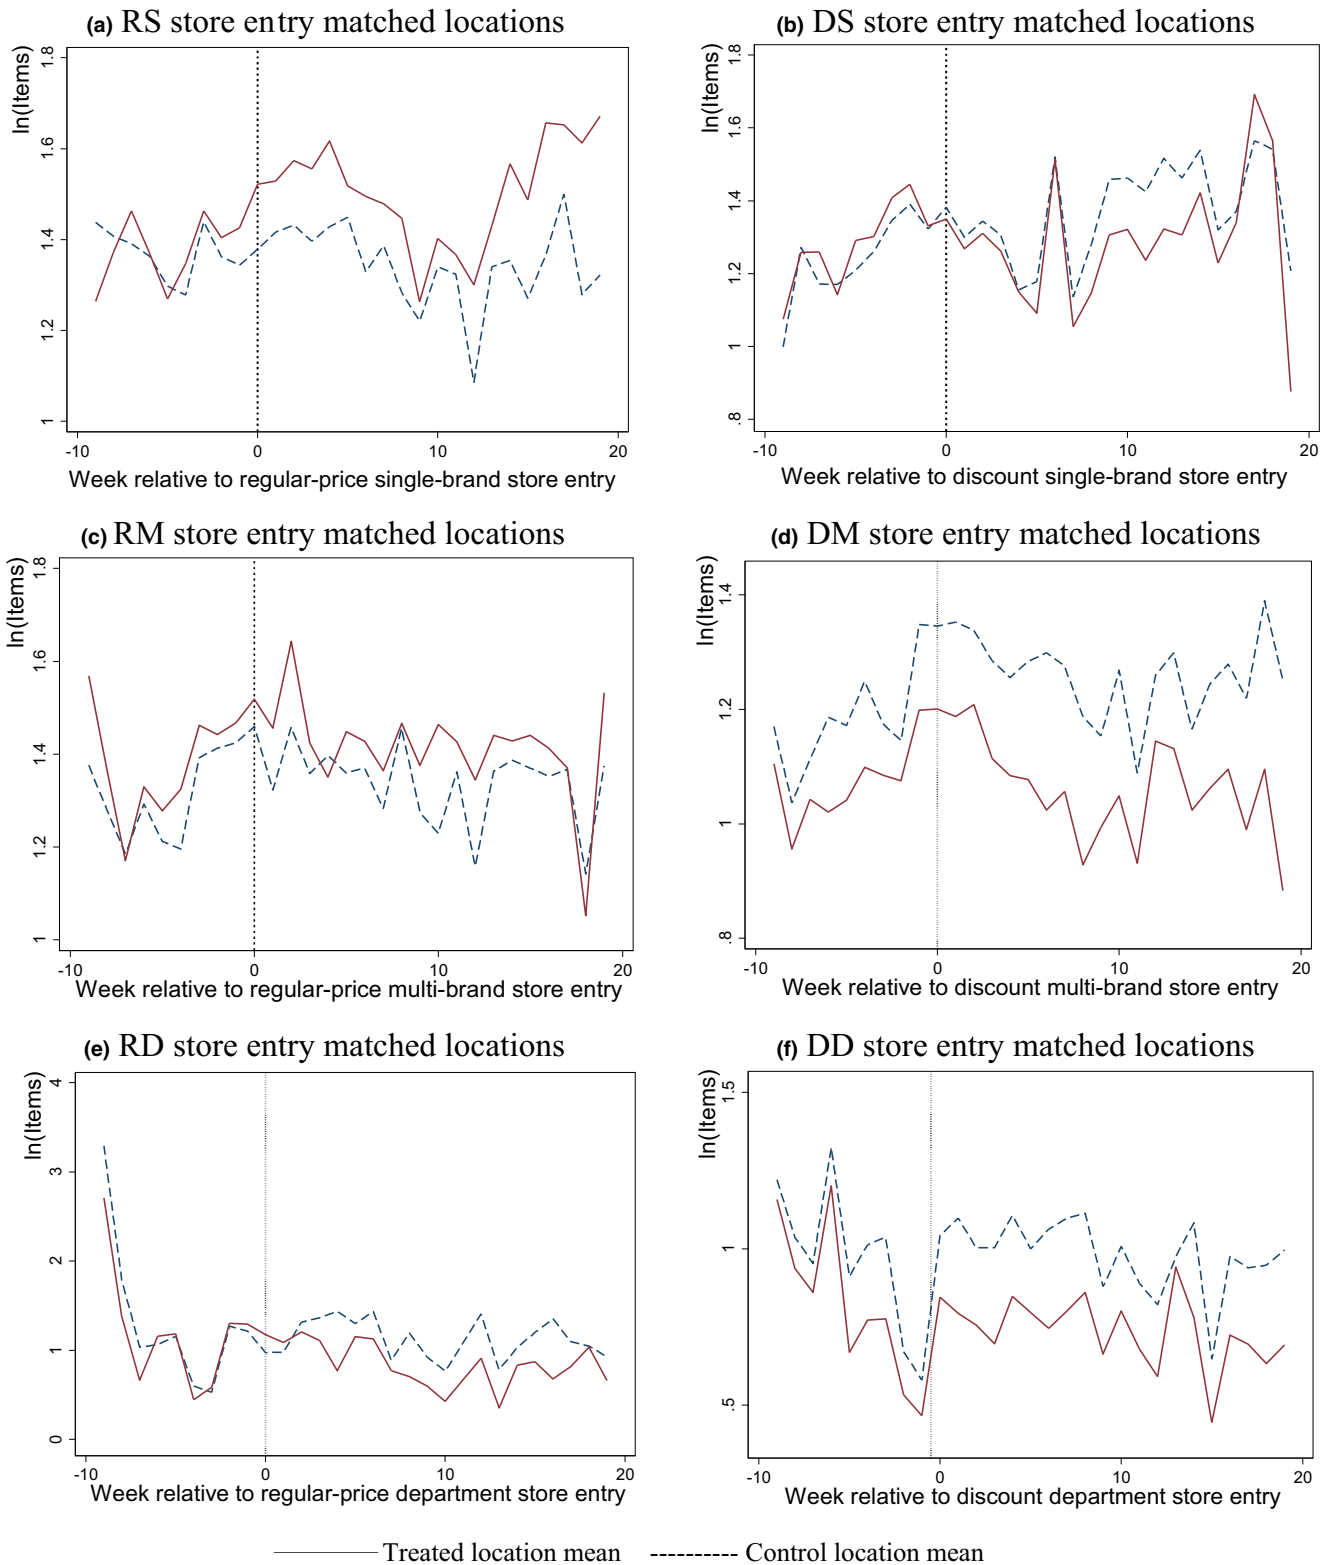 (a) RS store entry matched locations
ln(Items)
1.8
1.6
1.4
1.2
1
-10 0 10 20
Week relative to regular-price single-brand store entry
(b) DS store entry matched locations
ln(Items)
1.8
1.6
1.4
1.2
1
.8
-10 0 10 20
Week relative to discount single-brand store entry
(c) RM store entry matched locations
ln(Items)
1.8
1.6
1.4
1.2
1
-10 0 10 20
Week relative to regular-price multi-brand store entry
(d) DM store entry matched locations
ln(Items)
1.4
1.2
1
.8
-10 0 10 20
Week relative to discount multi-brand store entry
(e) RD store entry matched locations
ln(Items)
4
3
2
1
0
-10 0 10 20
Week relative to regular-price department store entry
(f) DD store entry matched locations
ln(Items)
1.5
1
.5
-10 0 10 20
Week relative to discount department store entry
Treated location mean Control location mean